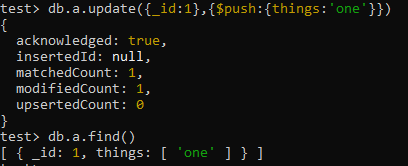 test> db.a.update({_id:1},{$push:{things:'one'}})
{
  acknowledged: true,
  insertedId: null,
  matchedCount: 1,
  modifiedCount: 1,
  upsertedCount: 0
}
test> db.a.find()
[ { _id: 1, things: [ 'one' ] } ]